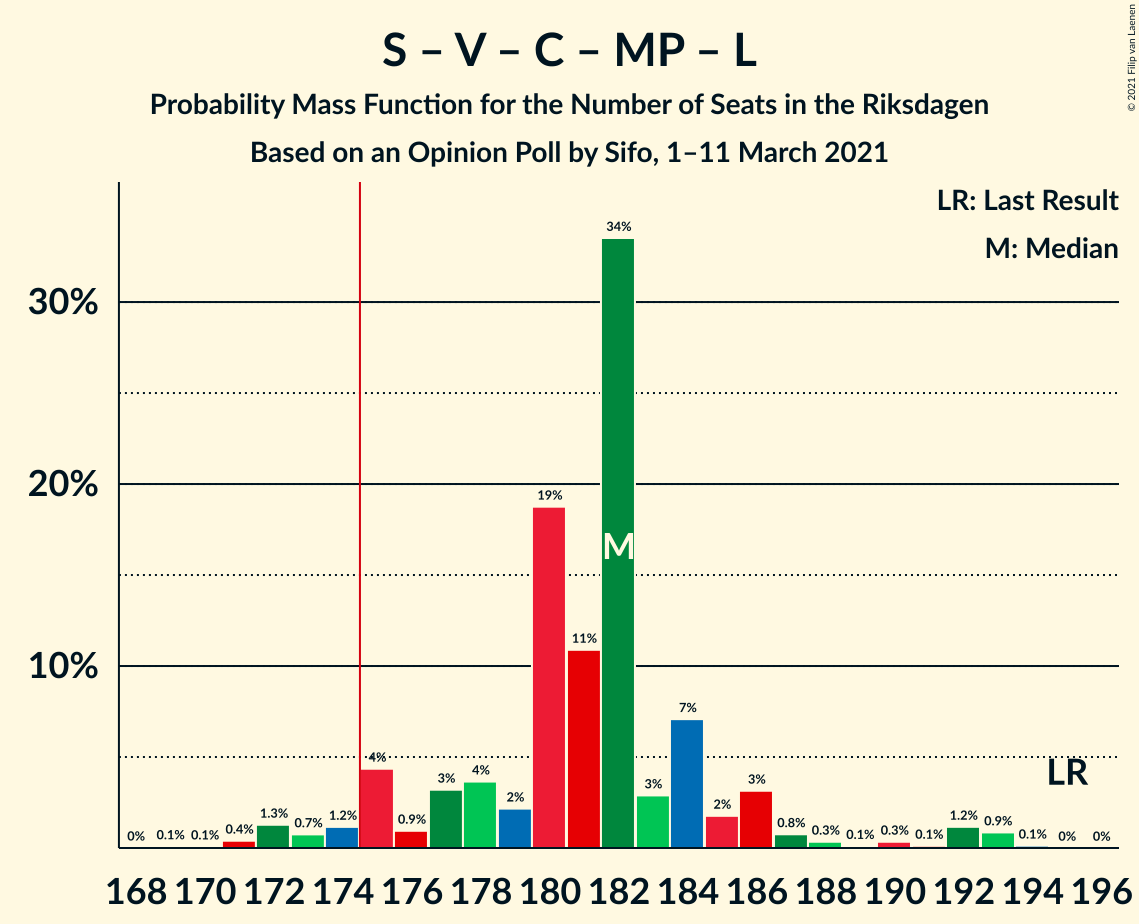 © 2021 Filip van Laenen
S – V – C – MP – L
Probability Mass Function for the Number of Seats in the Riksdagen
Based on an Opinion Poll by Sifo, 1–11 March 2021
LR: Last Result
M: Median
30%
20%
10%
0% 0.1% 0.1% 0.4% 1.3% 0.7% 1.2% 4% 0.9% 3% 4% 2% 19% 11% 34% 3% 7% 2% 3% 0.8% 0.3% 0.1% 0.3% 0.1% 1.2% 0.9% 0.1% 0% 0%
M
LR
168 170 172 174 176 178 180 182 184 186 188 190 192 194 196